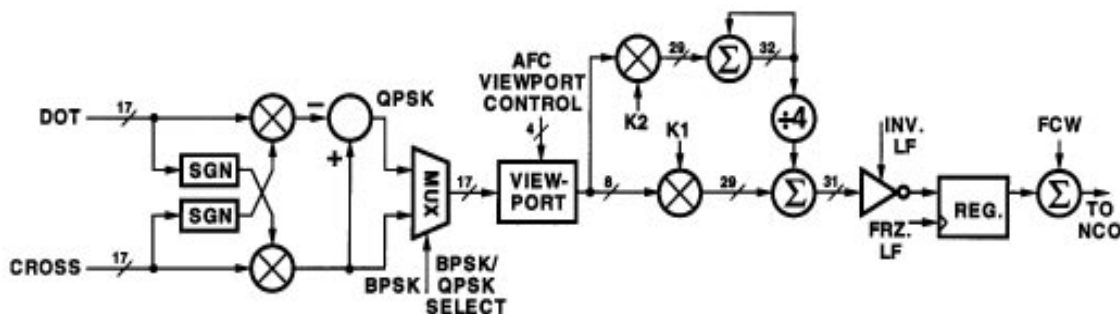 DOT
17
SGN
SGN
CROSS
17
−
+
QPSK
BPSK
MUX
BPSK/
QPSK
SELECT
17
AFC
VIEWPORT
CONTROL
4
VIEW-
PORT
8
K2
29
Σ
32
÷4
K1
29
Σ
31
INV.
LF
FRZ.
LF
REG.
FCW
Σ
TO
NCO